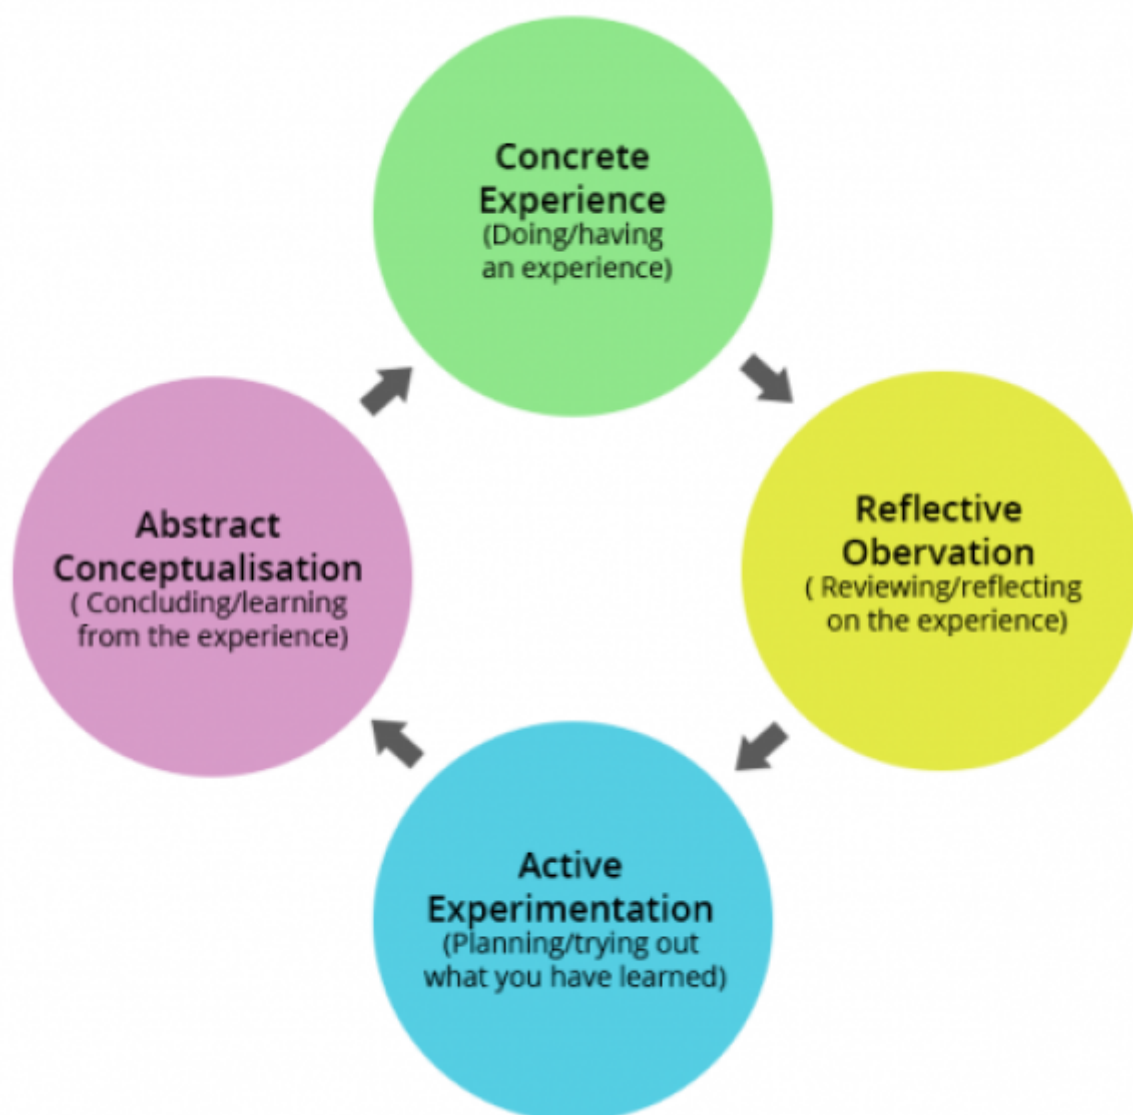 Concrete
Experience
(Doing/having
an experience)
Reflective
Obervation
( Reviewing/reflecting
on the experience)
Active
Experimentation
(Planning/trying out
what you have learned)
Abstract
Conceptualisation
( Concluding/learning
from the experience)